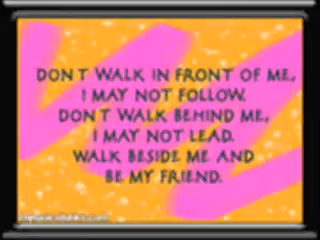 DON'T WALK IN FRONT OF ME,
I MAY NOT FOLLOW.
DON'T WALK BEHIND ME,
I MAY NOT LEAD.
WALK BESIDE ME AND
BE MY FRIEND.